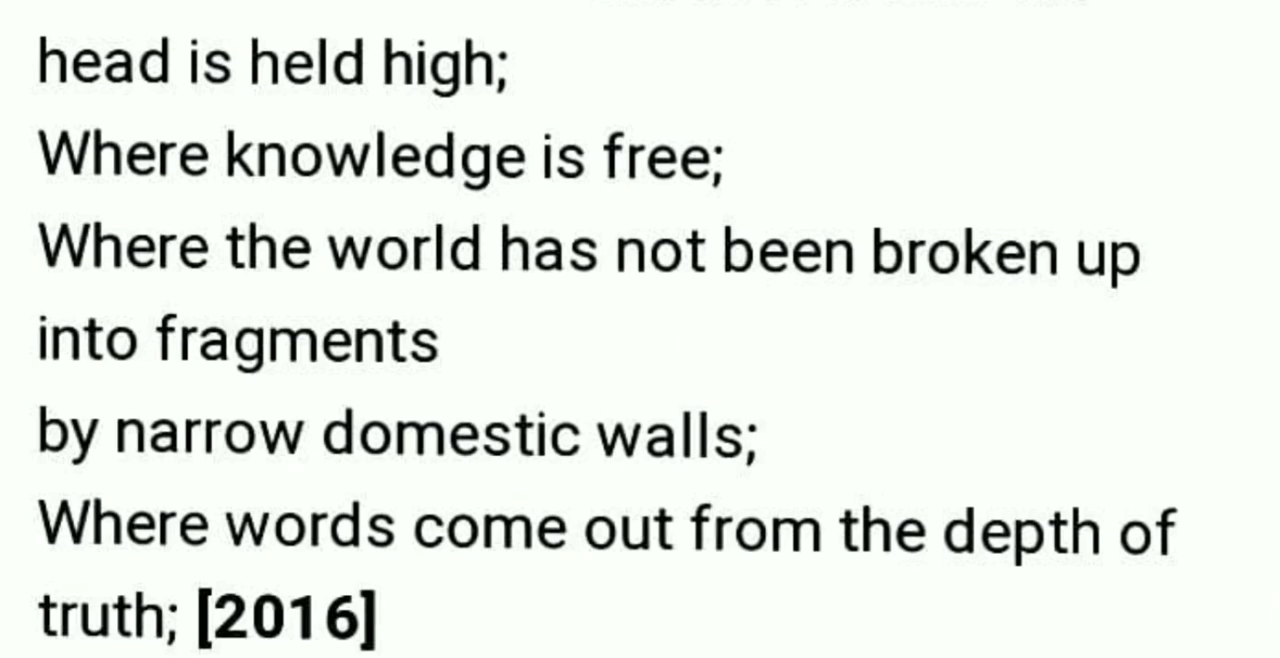 head is held high;
Where knowledge is free;
Where the world has not been broken up
into fragments
by narrow domestic walls;
Where words come out from the depth of
truth; [2016]